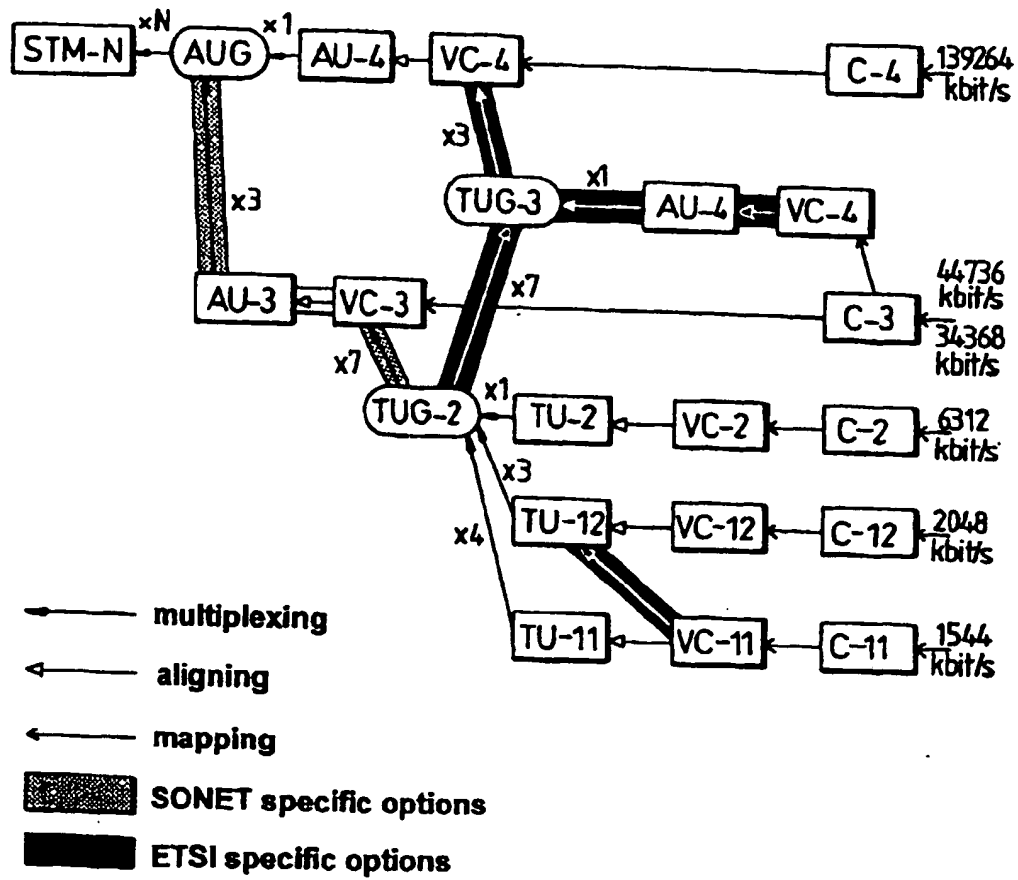 xN
x1
STM-N
AUG
AU-4
VC-4
C-4
139264
kbit/s
x3
x1
TUG-3
AU-4
VC-4
x3
x7
44736
kbit/s
AU-3
VC-3
C-3
34368
kbit/s
x7
x1
TUG-2
TU-2
VC-2
C-2
6312
kbit/s
x3
TU-12
VC-12
C-12
2048
kbit/s
x4
TU-11
VC-11
C-11
1544
kbit/s
multiplexing
aligning
mapping
SONET specific options
ETSI specific options